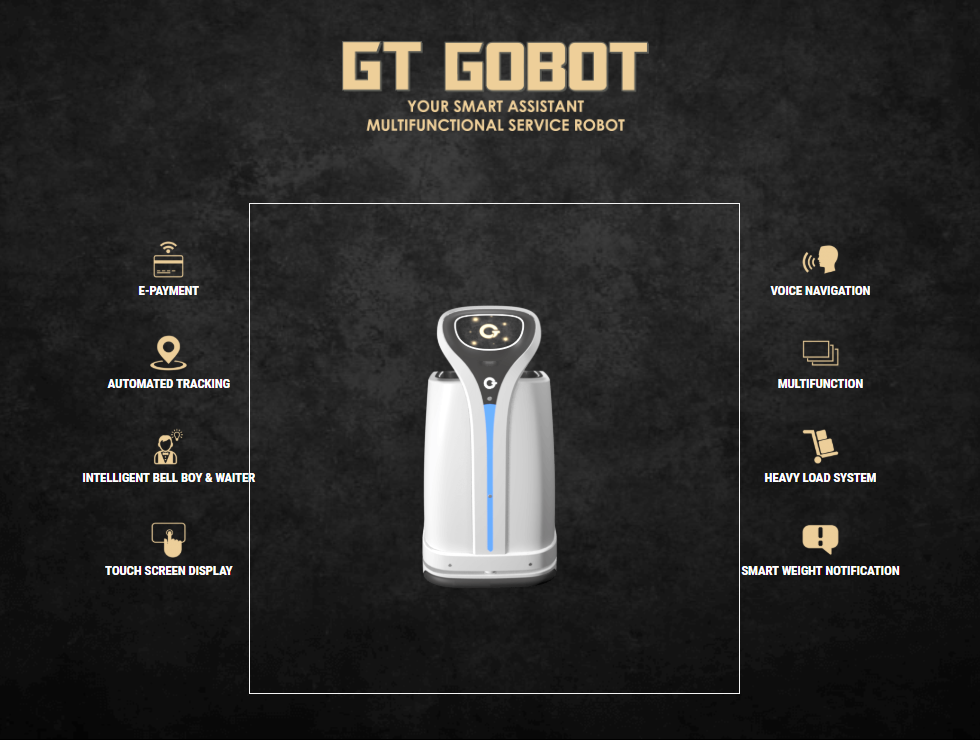 GT GOBOT
YOUR SMART ASSISTANT
MULTIFUNCTIONAL SERVICE ROBOT
E-PAYMENT
AUTOMATED TRACKING
INTELLIGENT BELL BOY & WAITER
TOUCH SCREEN DISPLAY
VOICE NAVIGATION
MULTIFUNCTION
HEAVY LOAD SYSTEM
SMART WEIGHT NOTIFICATION